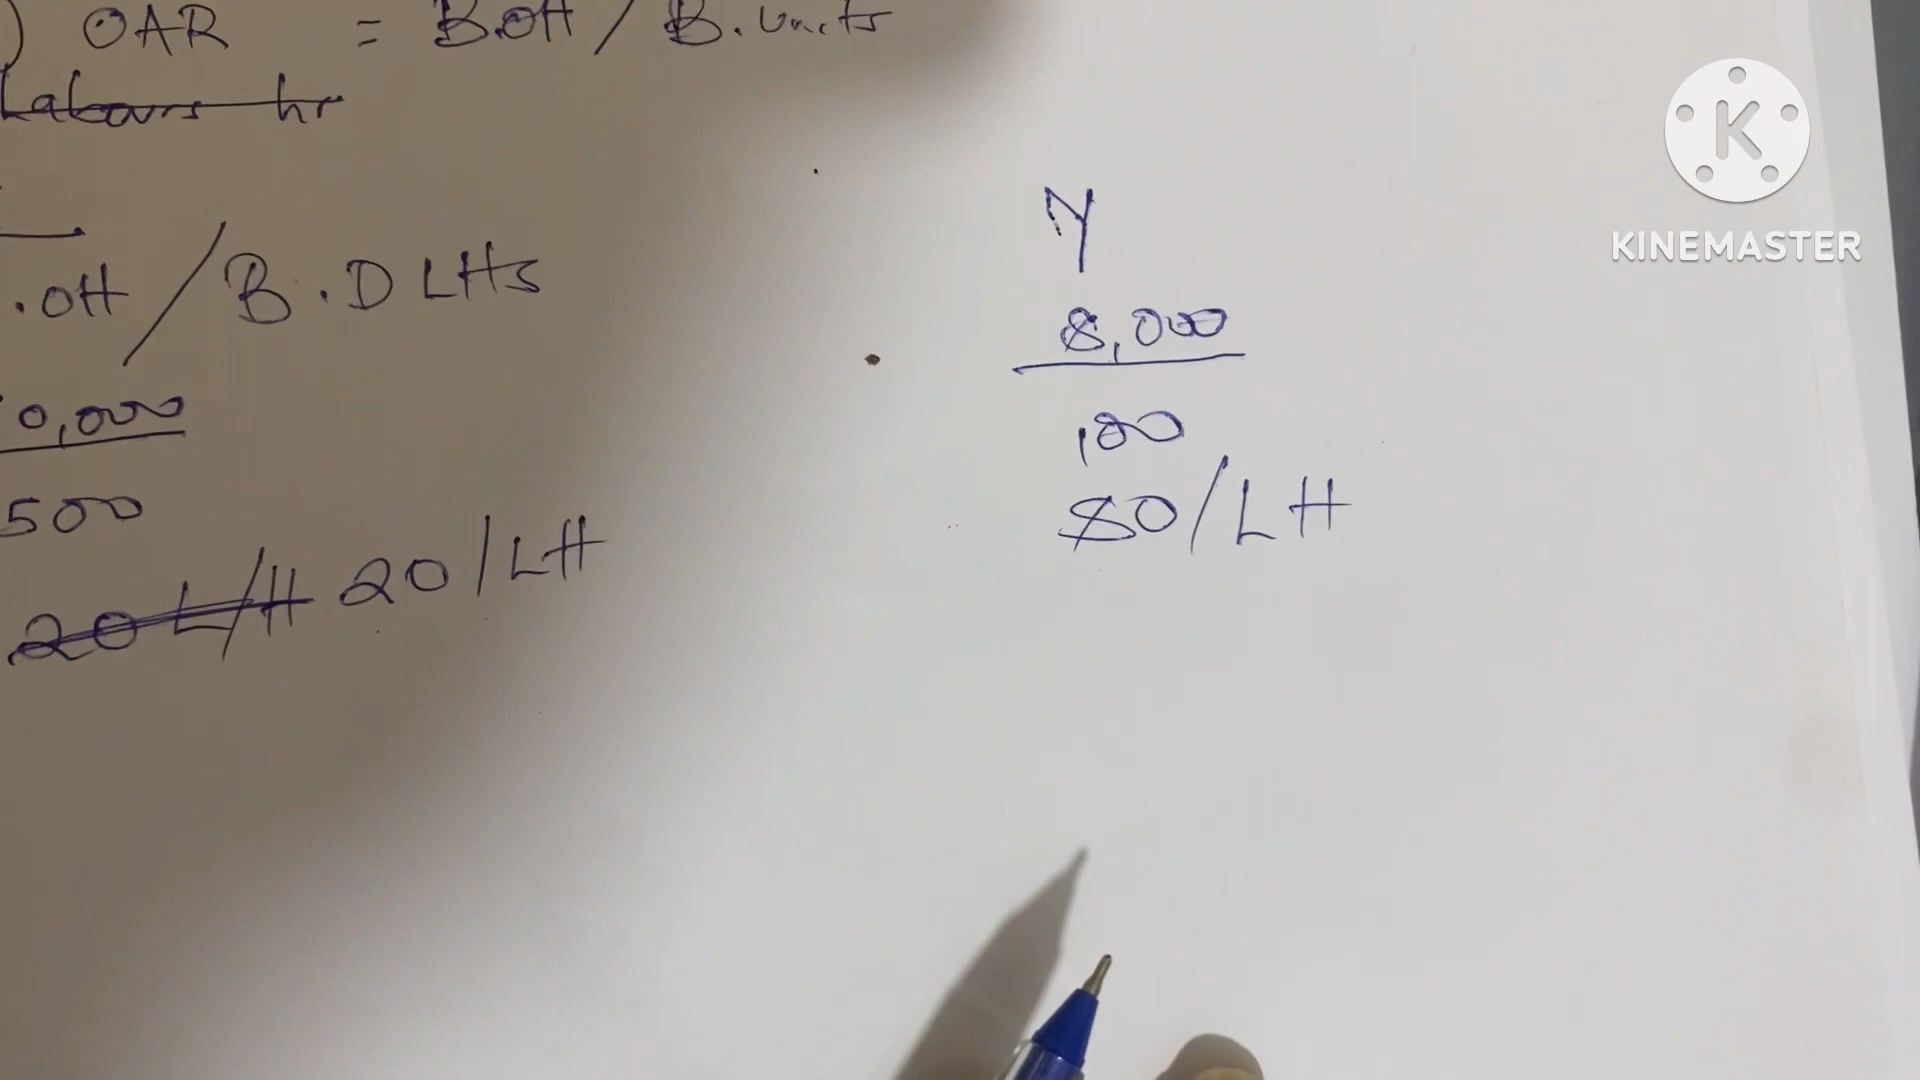 ) OAR = B.OH / B. Units
Labours hr
.OH / B.DLHs
0,000
500
20 L/H 20/LH
Y
8,000
100
80/LH
K
KINEMASTER